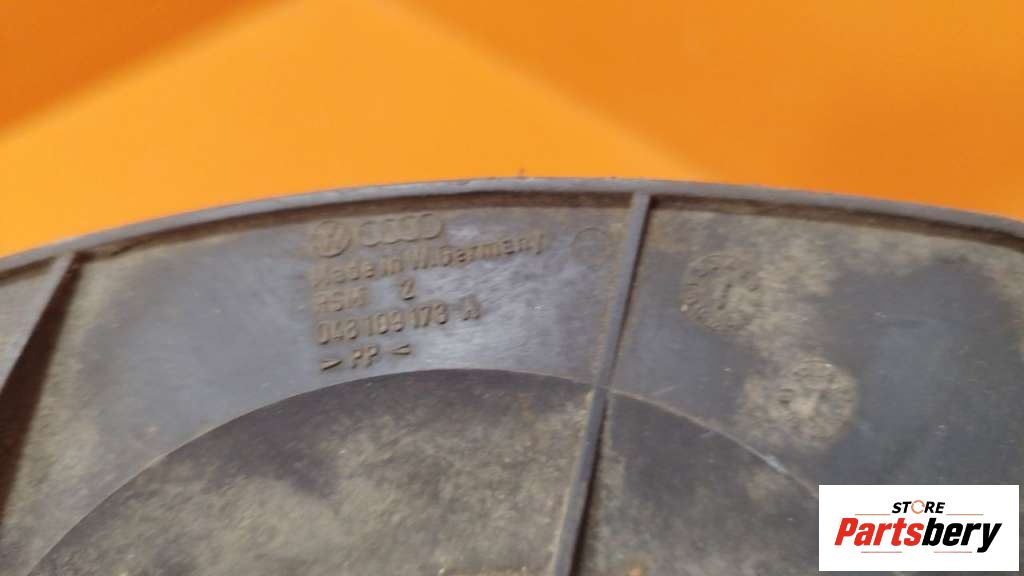 Made in W.Germany
RSM 2
048 109 173 A
> PP <
STORE
Partsbery